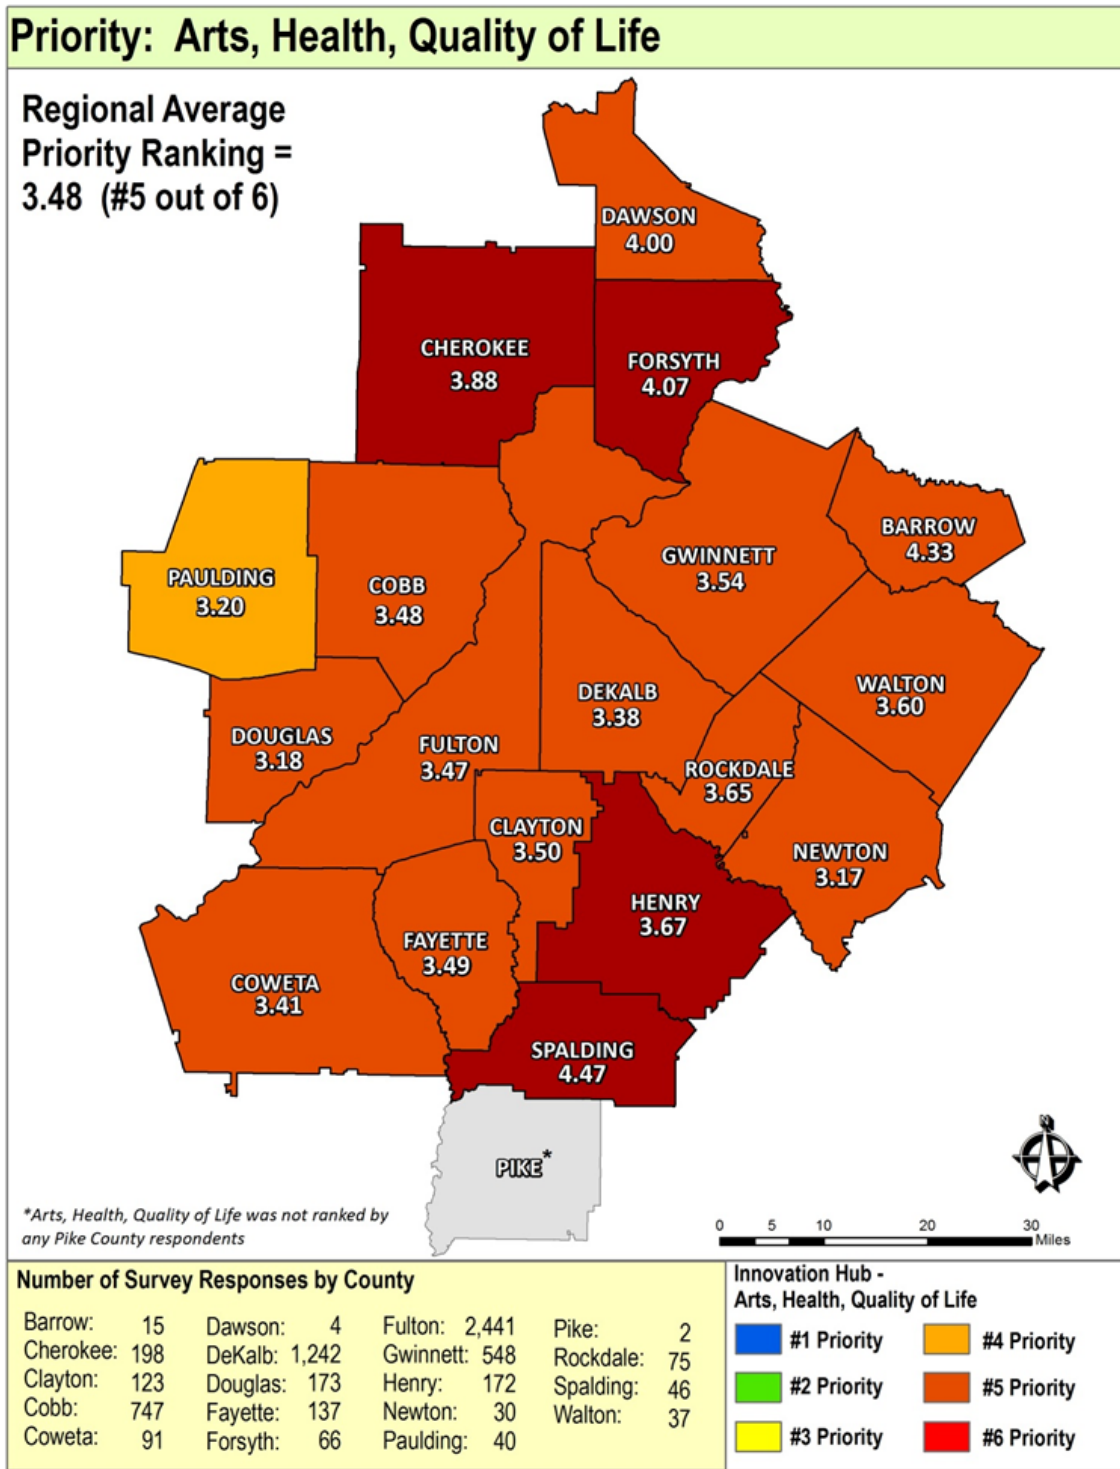 Priority: Arts, Health, Quality of Life
Regional Average
Priority Ranking =
3.48 (#5 out of 6)
DAWSON
4.00
CHEROKEE
3.88
FORSYTH
4.07
BARROW
4.33
GWINNETT
3.54
PAULDING
3.20
COBB
3.48
WALTON
3.60
DEKALB
3.38
DOUGLAS
3.18
FULTON
3.47
ROCKDALE
3.65
CLAYTON
3.50
NEWTON
3.17
HENRY
3.67
FAYETTE
3.49
COWETA
3.41
SPALDING
4.47
PIKE*
N
*Arts, Health, Quality of Life was not ranked by
any Pike County respondents
0 5 10 20 30
Miles
Number of Survey Responses by County
Barrow: 15
Cherokee: 198
Clayton: 123
Cobb: 747
Coweta: 91
Dawson: 4
DeKalb: 1,242
Douglas: 173
Fayette: 137
Forsyth: 66
Fulton: 2,441
Gwinnett: 548
Henry: 172
Newton: 30
Paulding: 40
Pike: 2
Rockdale: 75
Spalding: 46
Walton: 37
Innovation Hub -
Arts, Health, Quality of Life
#1 Priority
#2 Priority
#3 Priority
#4 Priority
#5 Priority
#6 Priority